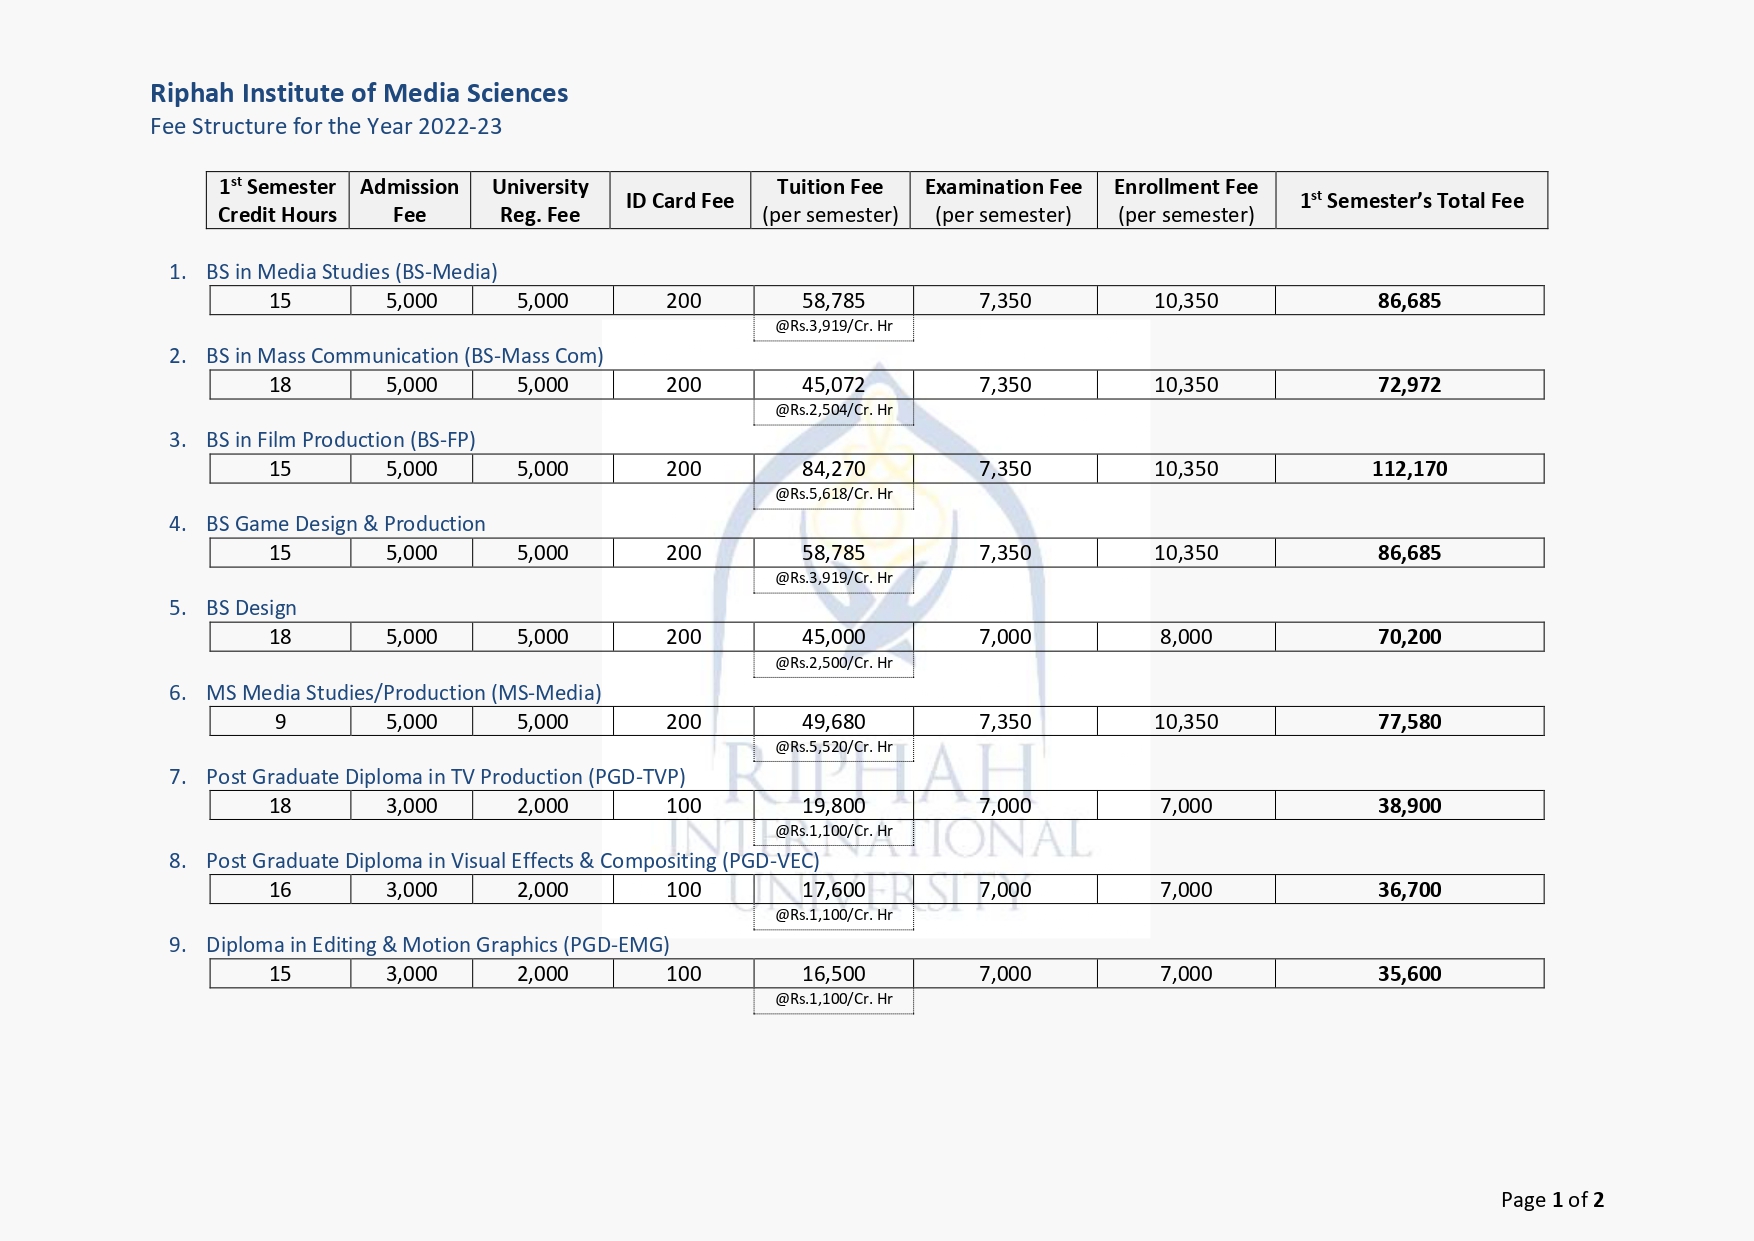 Riphah Institute of Media Sciences
Fee Structure for the Year 2022-23
1st Semester Credit Hours | Admission Fee | University Reg. Fee | ID Card Fee | Tuition Fee (per semester) | Examination Fee (per semester) | Enrollment Fee (per semester) | 1st Semester’s Total Fee
1. BS in Media Studies (BS-Media)
15 5,000 5,000 200 58,785 7,350 10,350 86,685
@Rs.3,919/Cr. Hr
2. BS in Mass Communication (BS-Mass Com)
18 5,000 5,000 200 45,072 7,350 10,350 72,972
@Rs.2,504/Cr. Hr
3. BS in Film Production (BS-FP)
15 5,000 5,000 200 84,270 7,350 10,350 112,170
@Rs.5,618/Cr. Hr
4. BS Game Design & Production
15 5,000 5,000 200 58,785 7,350 10,350 86,685
@Rs.3,919/Cr. Hr
5. BS Design
18 5,000 5,000 200 45,000 7,000 8,000 70,200
@Rs.2,500/Cr. Hr
6. MS Media Studies/Production (MS-Media)
9 5,000 5,000 200 49,680 7,350 10,350 77,580
@Rs.5,520/Cr. Hr
7. Post Graduate Diploma in TV Production (PGD-TVP)
18 3,000 2,000 100 19,800 7,000 7,000 38,900
@Rs.1,100/Cr. Hr
8. Post Graduate Diploma in Visual Effects & Compositing (PGD-VEC)
16 3,000 2,000 100 17,600 7,000 7,000 36,700
@Rs.1,100/Cr. Hr
9. Diploma in Editing & Motion Graphics (PGD-EMG)
15 3,000 2,000 100 16,500 7,000 7,000 35,600
@Rs.1,100/Cr. Hr
RIPHAH
INTERNATIONAL
UNIVERSITY
Page 1 of 2